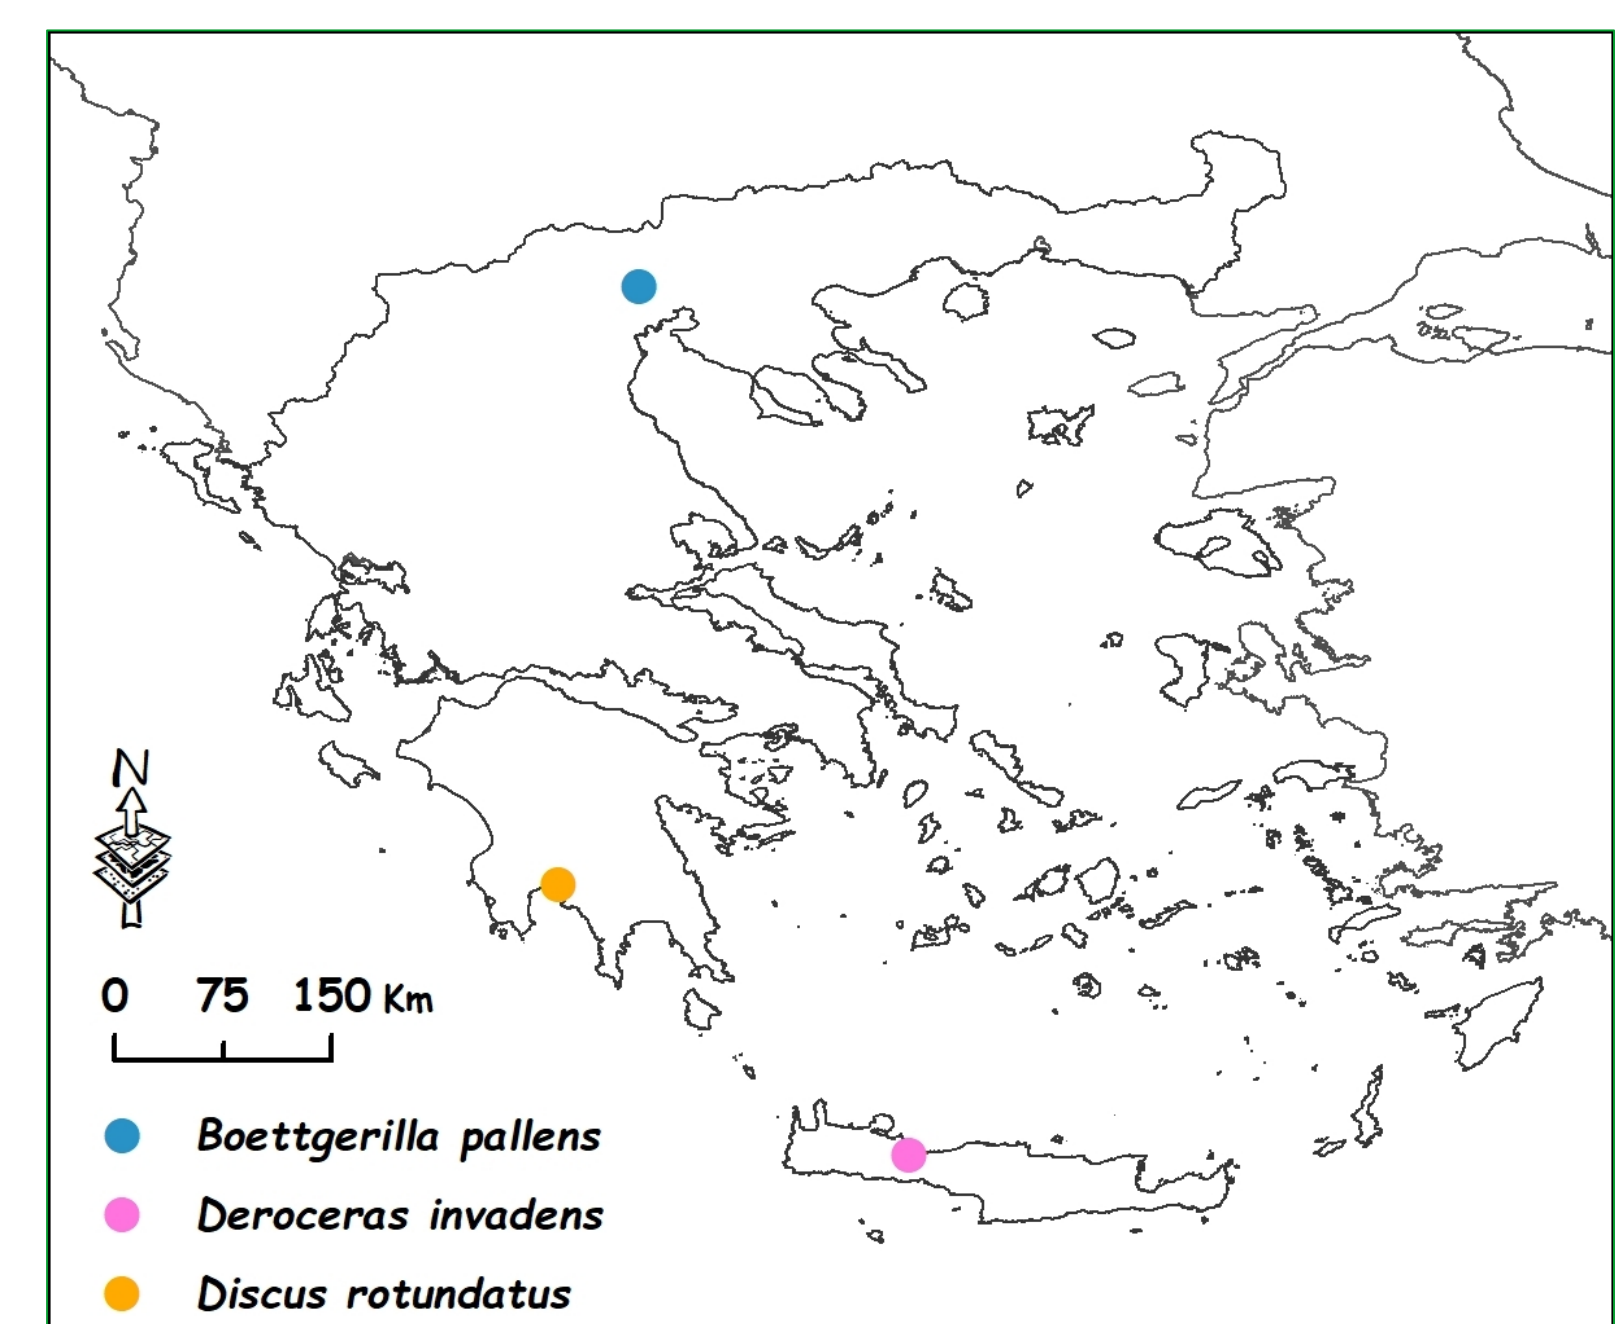 N
0 75 150 Km
Boettgerilla pallens
Deroceras invadens
Discus rotundatus